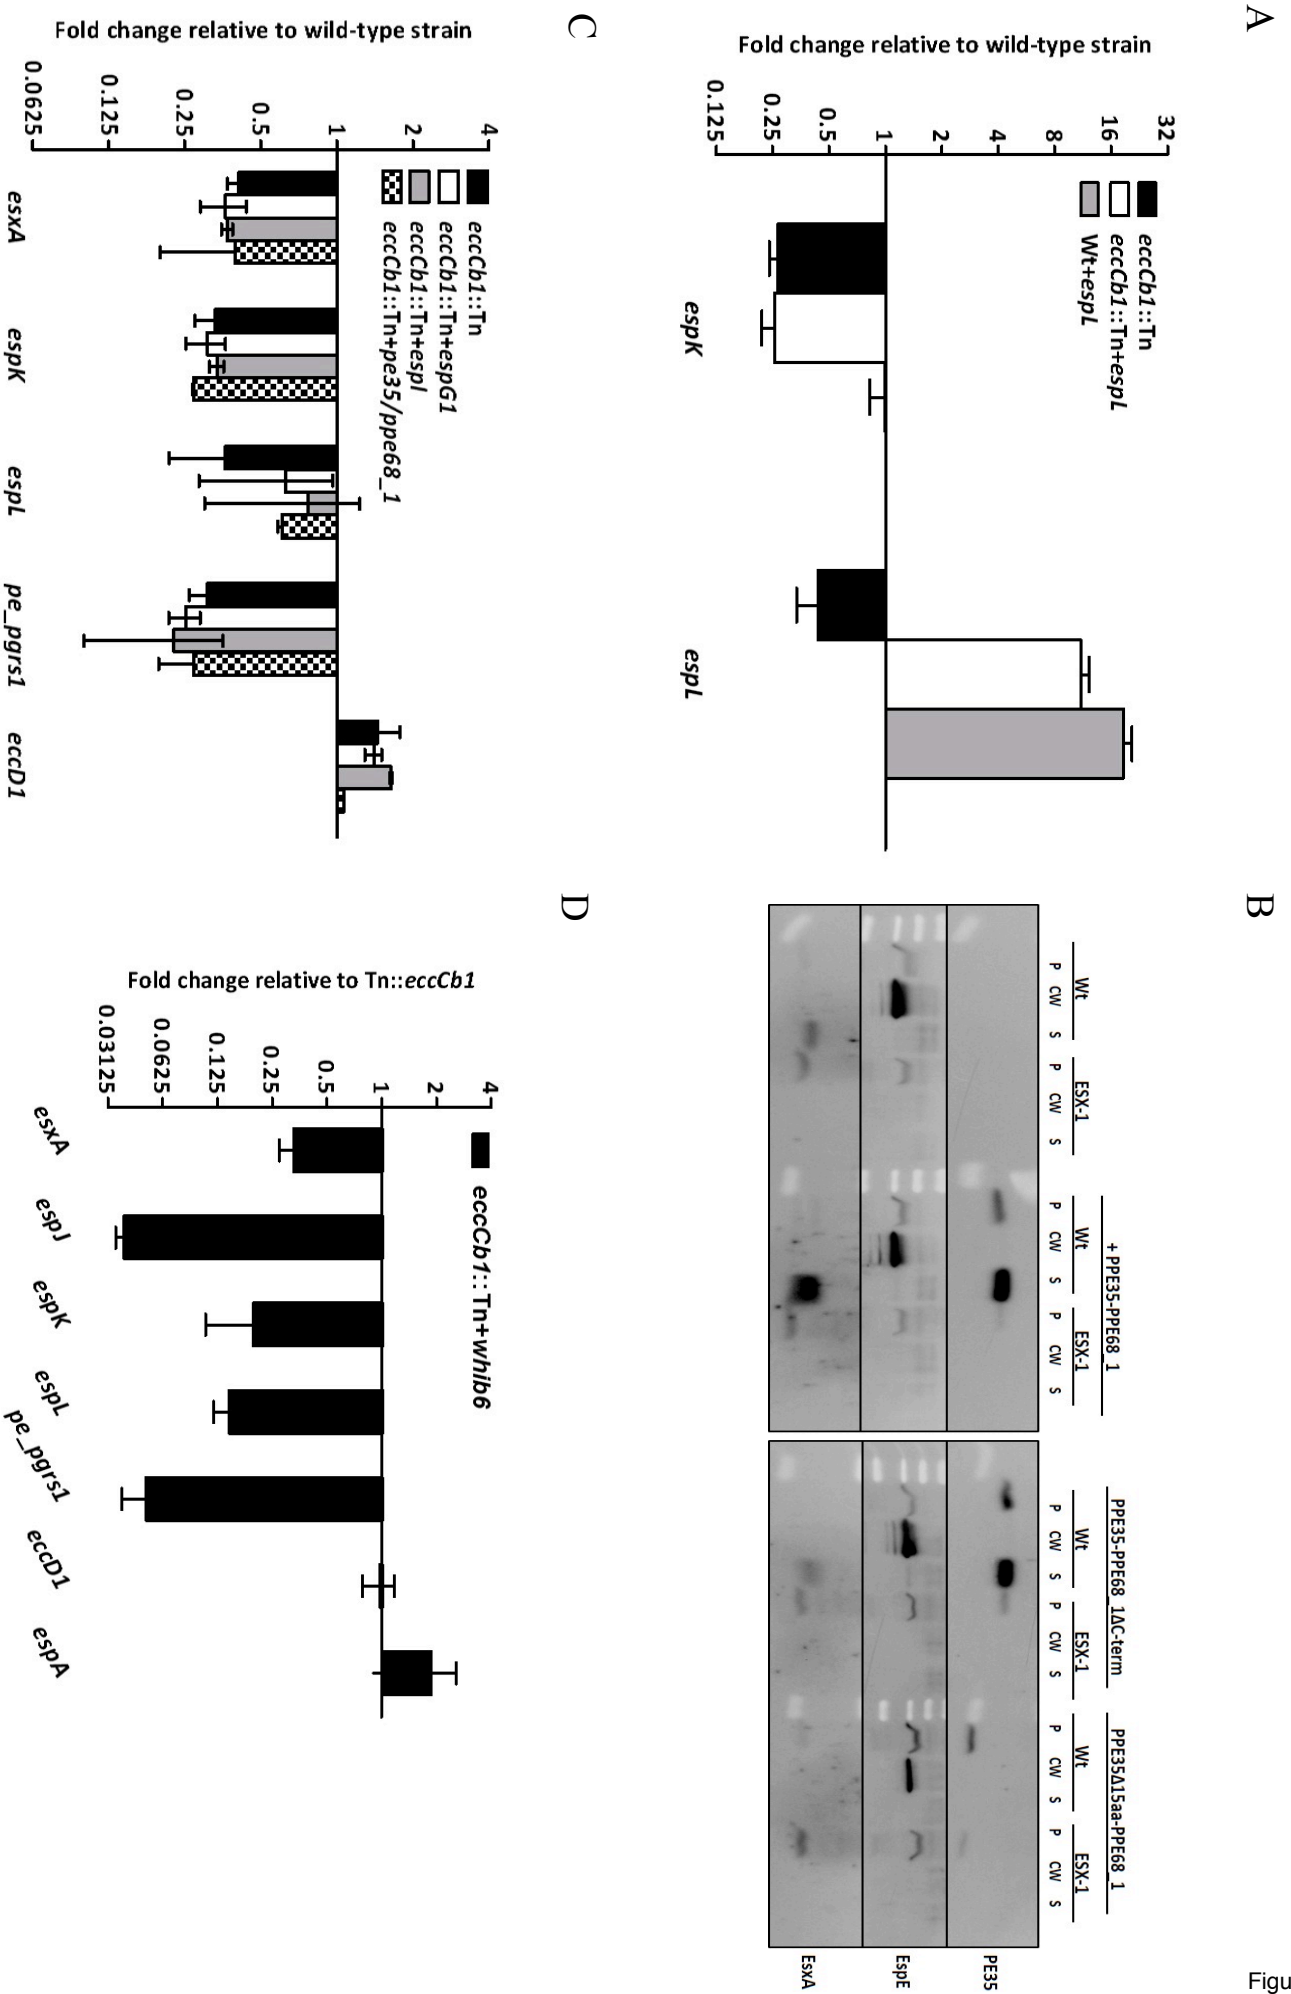 A
Fold change relative to wild-type strain
32
16
8
4
2
1
0.5
0.25
0.125
eccCb1::Tn
eccCb1::Tn+espL
Wt+espL
espK
espL
B
+ PPE35-PPE68_1
PPE35-PPE68_1ΔC-term
PPE35Δ15aa-PPE68_1
Wt
ESX-1
Wt
ESX-1
Wt
ESX-1
Wt
ESX-1
P CW S P CW S P CW S P CW S P CW S P CW S P CW S P CW S
PE35
EspE
EsxA
C
Fold change relative to wild-type strain
4
2
1
0.5
0.25
0.125
0.0625
eccCb1::Tn
eccCb1::Tn+espG1
eccCb1::Tn+espI
eccCb1::Tn+pe35/ppe68_1
esxA
espK
espL
pe_pgrs1
eccD1
D
Fold change relative to Tn::eccCb1
4
2
1
0.5
0.25
0.125
0.0625
0.03125
eccCb1::Tn+whib6
esxA
espJ
espK
espL
pe_pgrs1
eccD1
espA
Figu